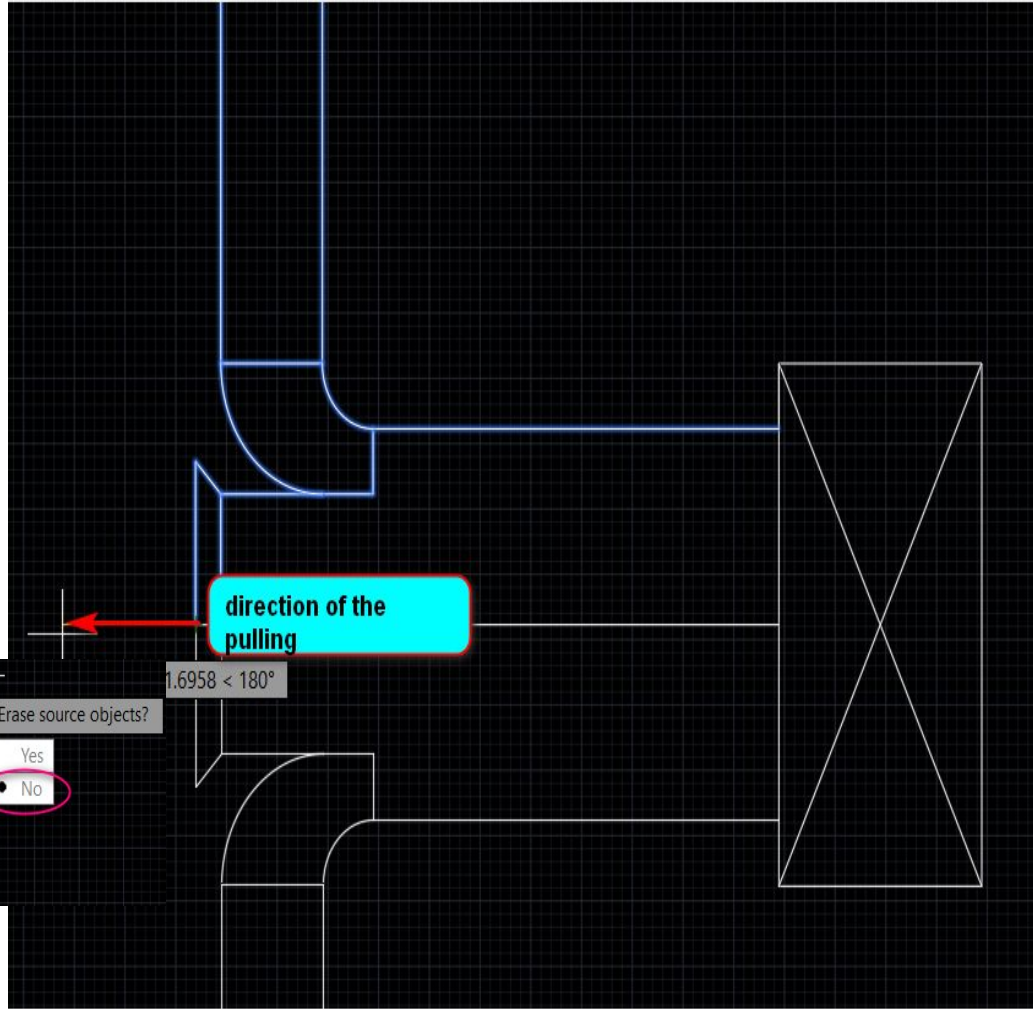 direction of the
pulling
1.6958 < 180°
Erase source objects?
Yes
No